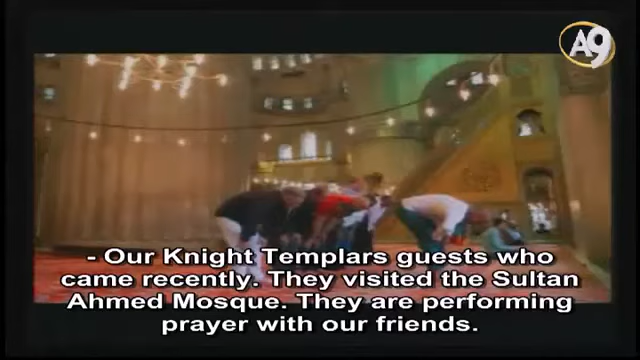 A9
- Our Knight Templars guests who
came recently. They visited the Sultan
Ahmed Mosque. They are performing
prayer with our friends.